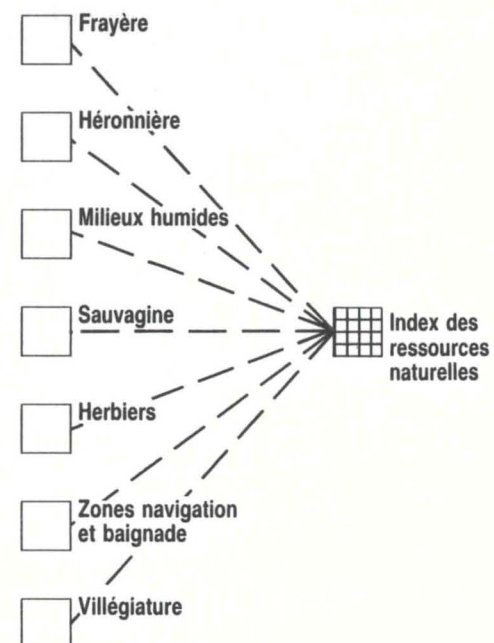 Frayère
Héronnière
Milieux humides
Sauvagine
Index des
ressources
naturelles
Herbiers
Zones navigation
et baignade
Villégiature